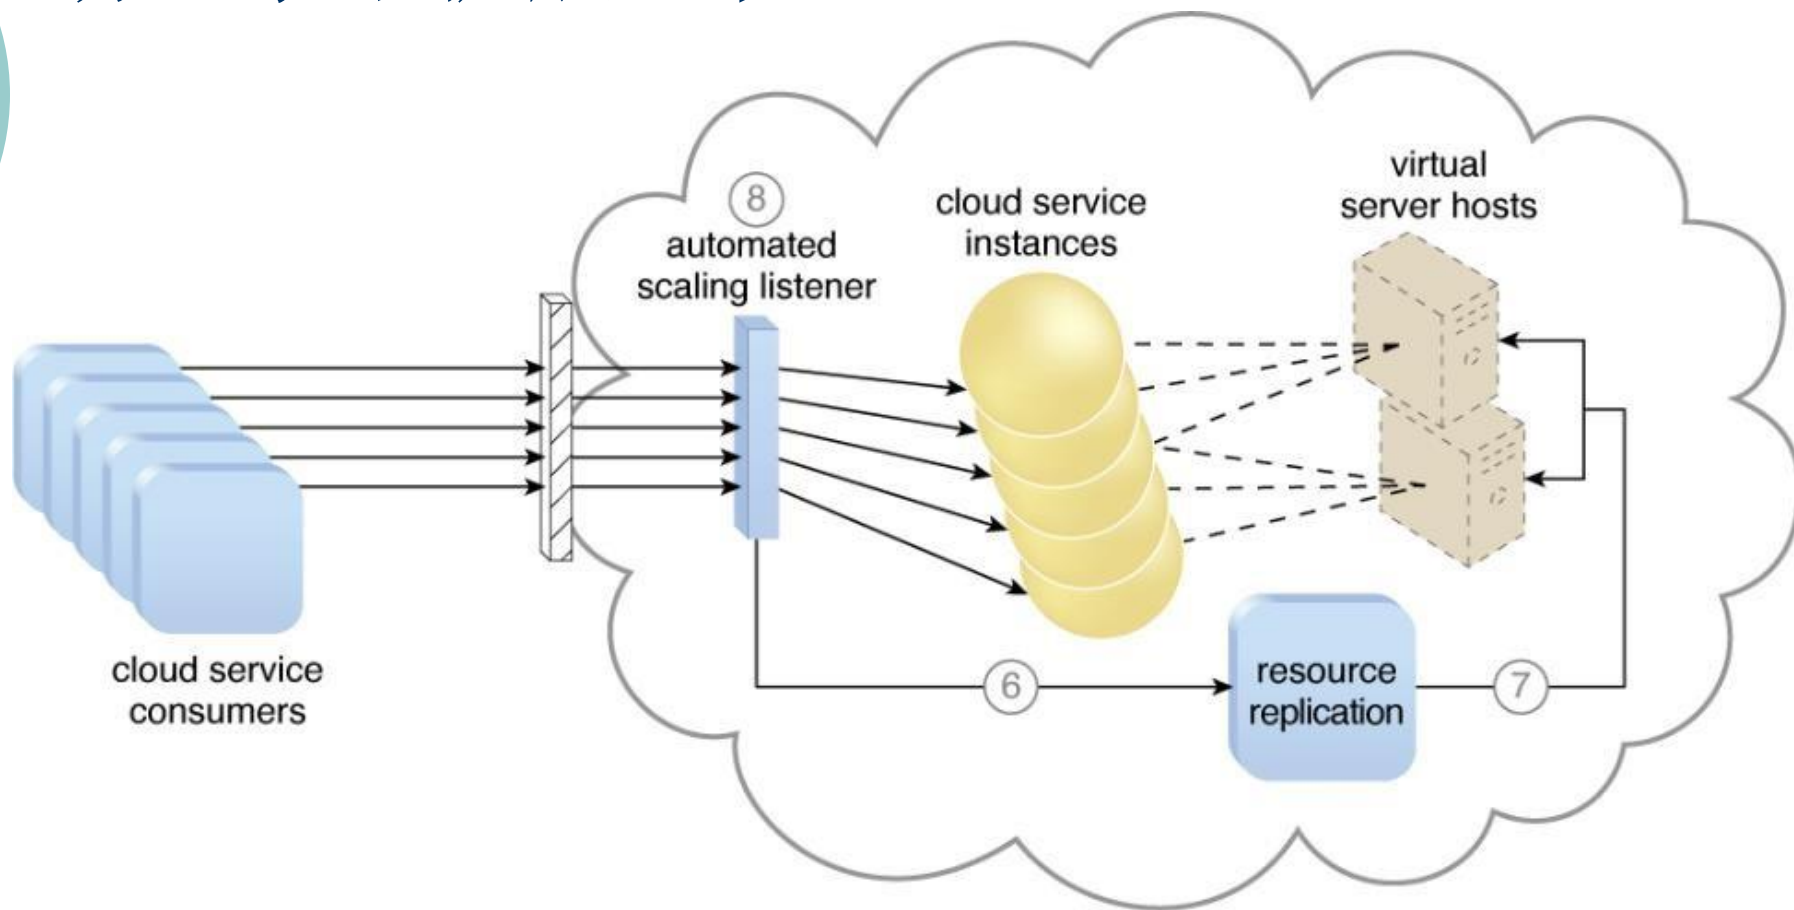 8
automated
scaling listener
cloud service
instances
virtual
server hosts
cloud service
consumers
6
resource
replication
7